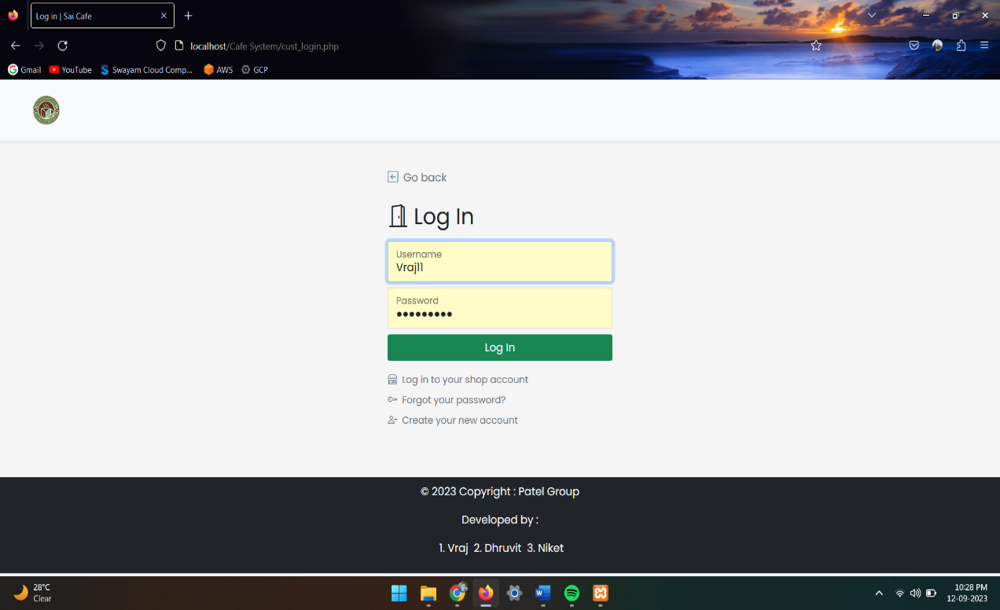 Log in | Sai Cafe
localhost/Cafe System/cust_login.php
Gmail YouTube Swayam Cloud Comp... AWS GCP
Go back
Log In
Username
Vraj11
Password
Log In
Log in to your shop account
Forgot your password?
Create your new account
© 2023 Copyright : Patel Group
Developed by :
1. Vraj 2. Dhruvit 3. Niket
28°C
Clear
10:28 PM
12-09-2023